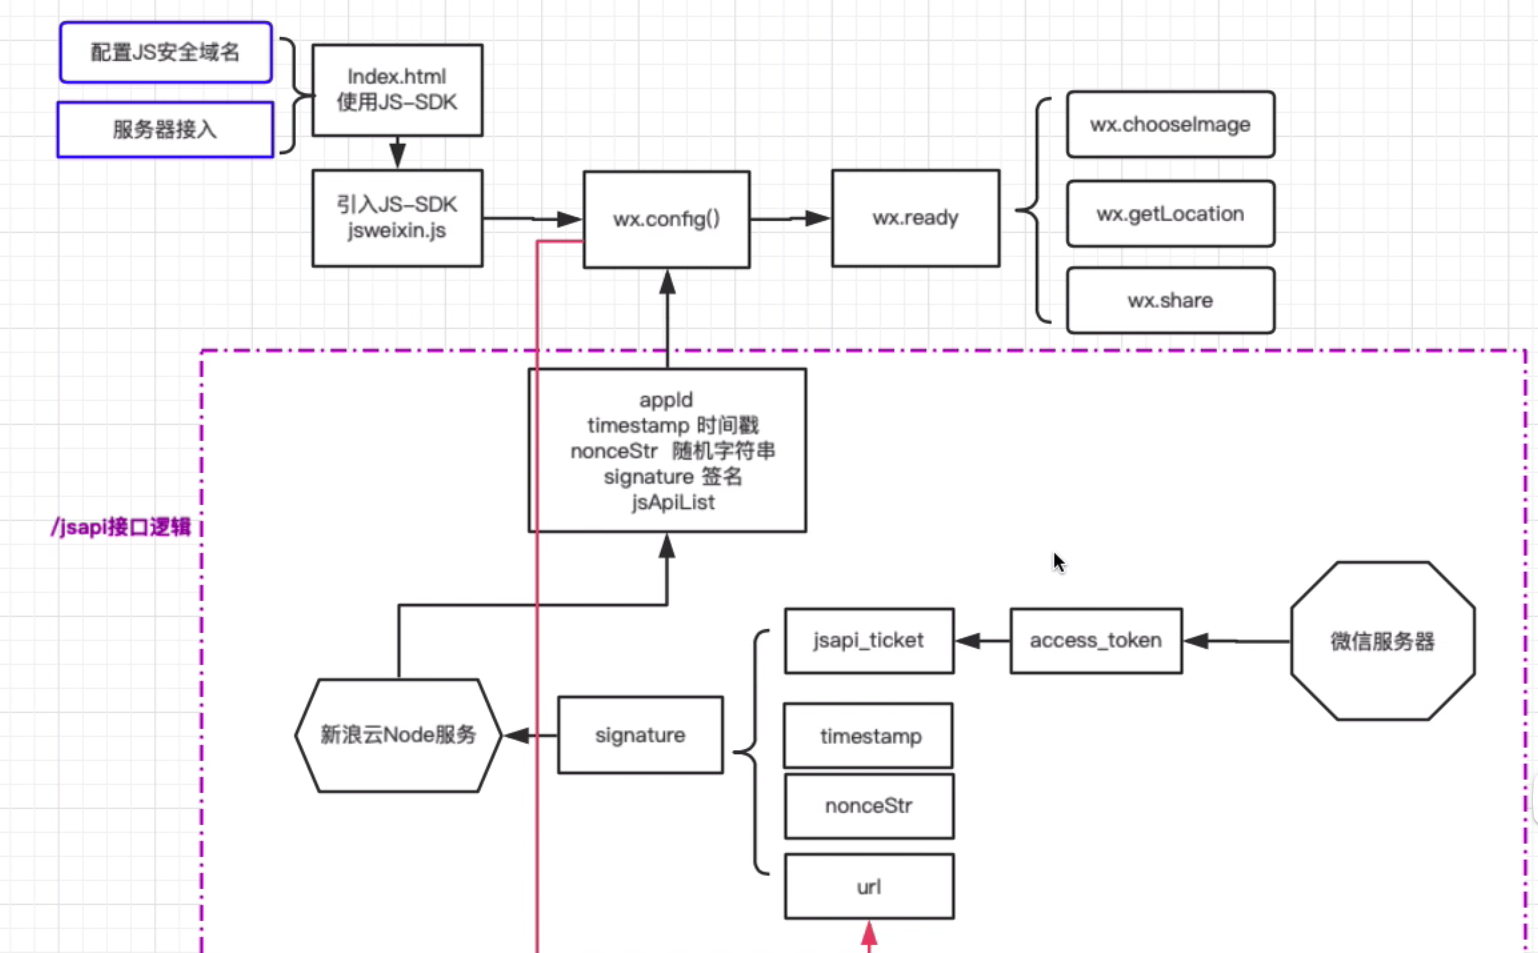 配置JS安全域名
服务器接入
Index.html
使用JS-SDK
引入JS-SDK
jsweixin.js
wx.config()
wx.ready
wx.chooseImage
wx.getLocation
wx.share
/jsapi接口逻辑
appId
timestamp 时间戳
nonceStr 随机字符串
signature 签名
jsApiList
jsapi_ticket
access_token
微信服务器
新浪云Node服务
signature
timestamp
nonceStr
url